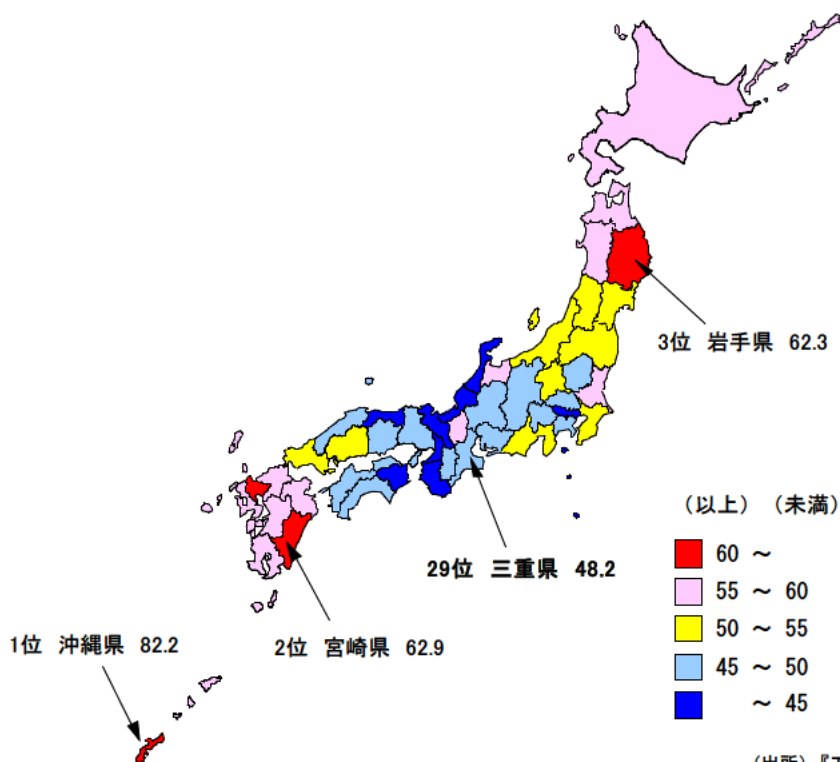 3位 岩手県 62.3
29位 三重県 48.2
1位 沖縄県 82.2
2位 宮崎県 62.9
（以上）（未満）
60 ～
55 ～ 60
50 ～ 55
45 ～ 50
～ 45
（出所）『